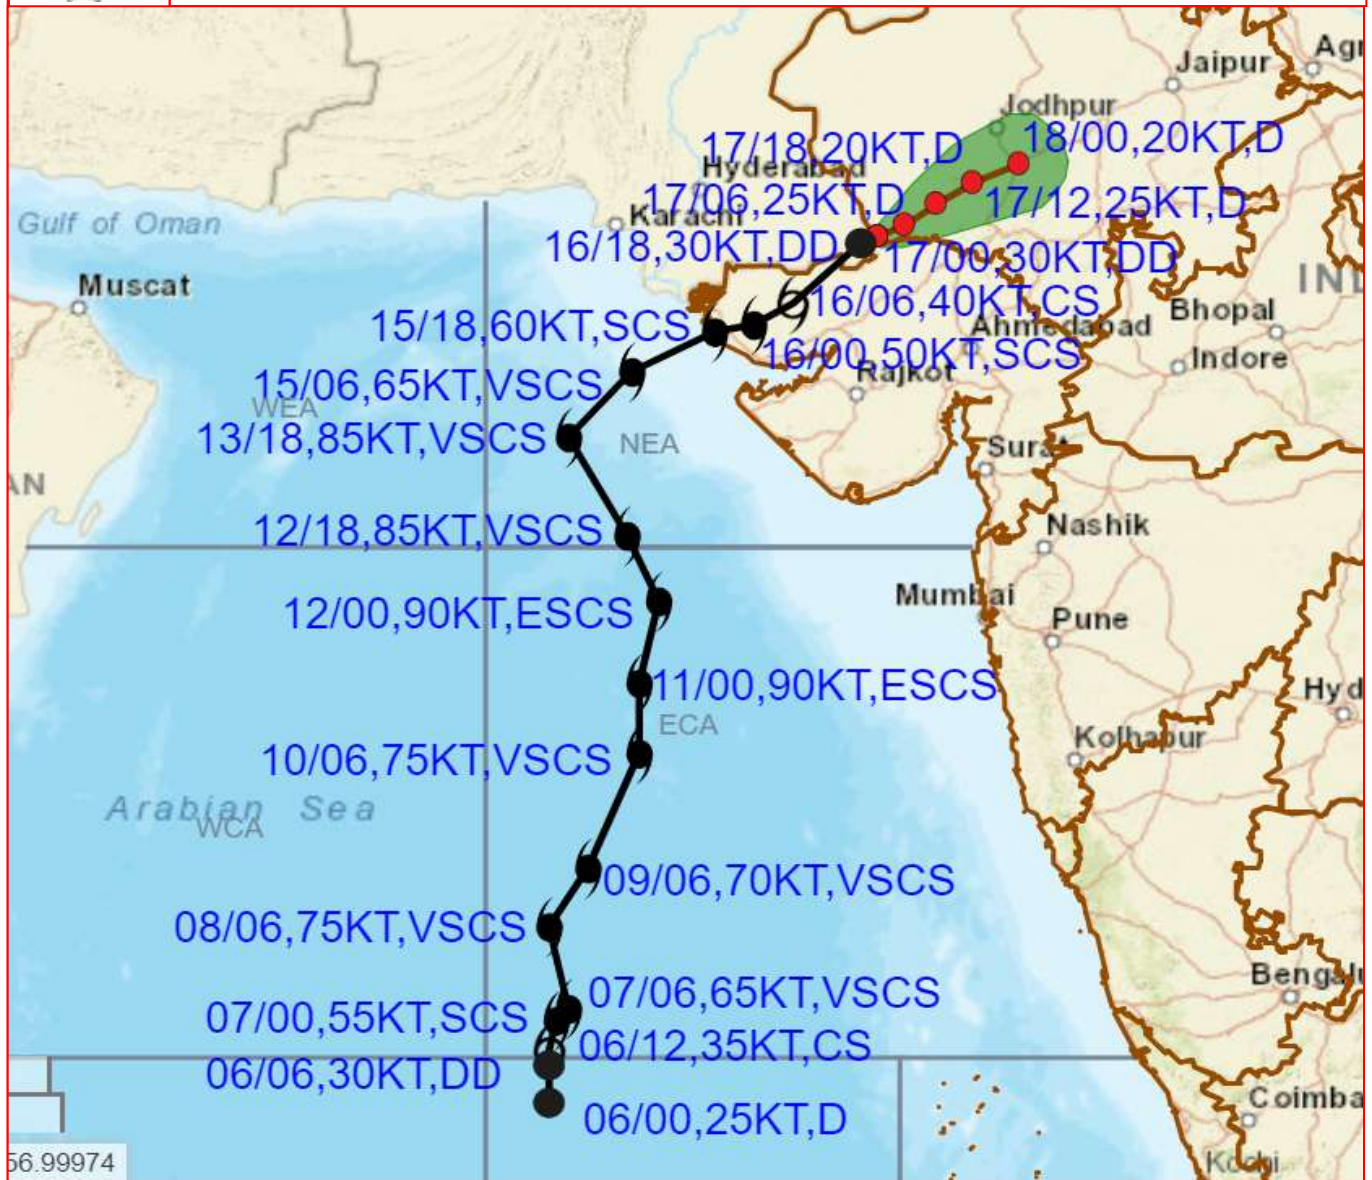 Agr
Jaipur
Jodhpur
18/00,20KT,D
17/18,20KT,D
Hyderabad
17/06,25KT,D
17/12,25KT,D
Gulf of Oman
Karachi
16/18,30KT,DD
17/00,30KT,DD
Muscat
IND
16/06,40KT,CS
Bhopal
15/18,60KT,SCS
Ahmedabad
16/00,50KT,SCS
Indore
Rajkot
15/06,65KT,VSCS
WEA
13/18,85KT,VSCS
NEA
Surat
AN
12/18,85KT,VSCS
Nashik
Mumbai
12/00,90KT,ESCS
Pune
11/00,90KT,ESCS
Hyd
ECA
Kolhapur
10/06,75KT,VSCS
Arabian Sea
WCA
09/06,70KT,VSCS
08/06,75KT,VSCS
Bengalu
07/06,65KT,VSCS
07/00,55KT,SCS
06/12,35KT,CS
06/06,30KT,DD
Coimba
06/00,25KT,D
56.99974
Kochi